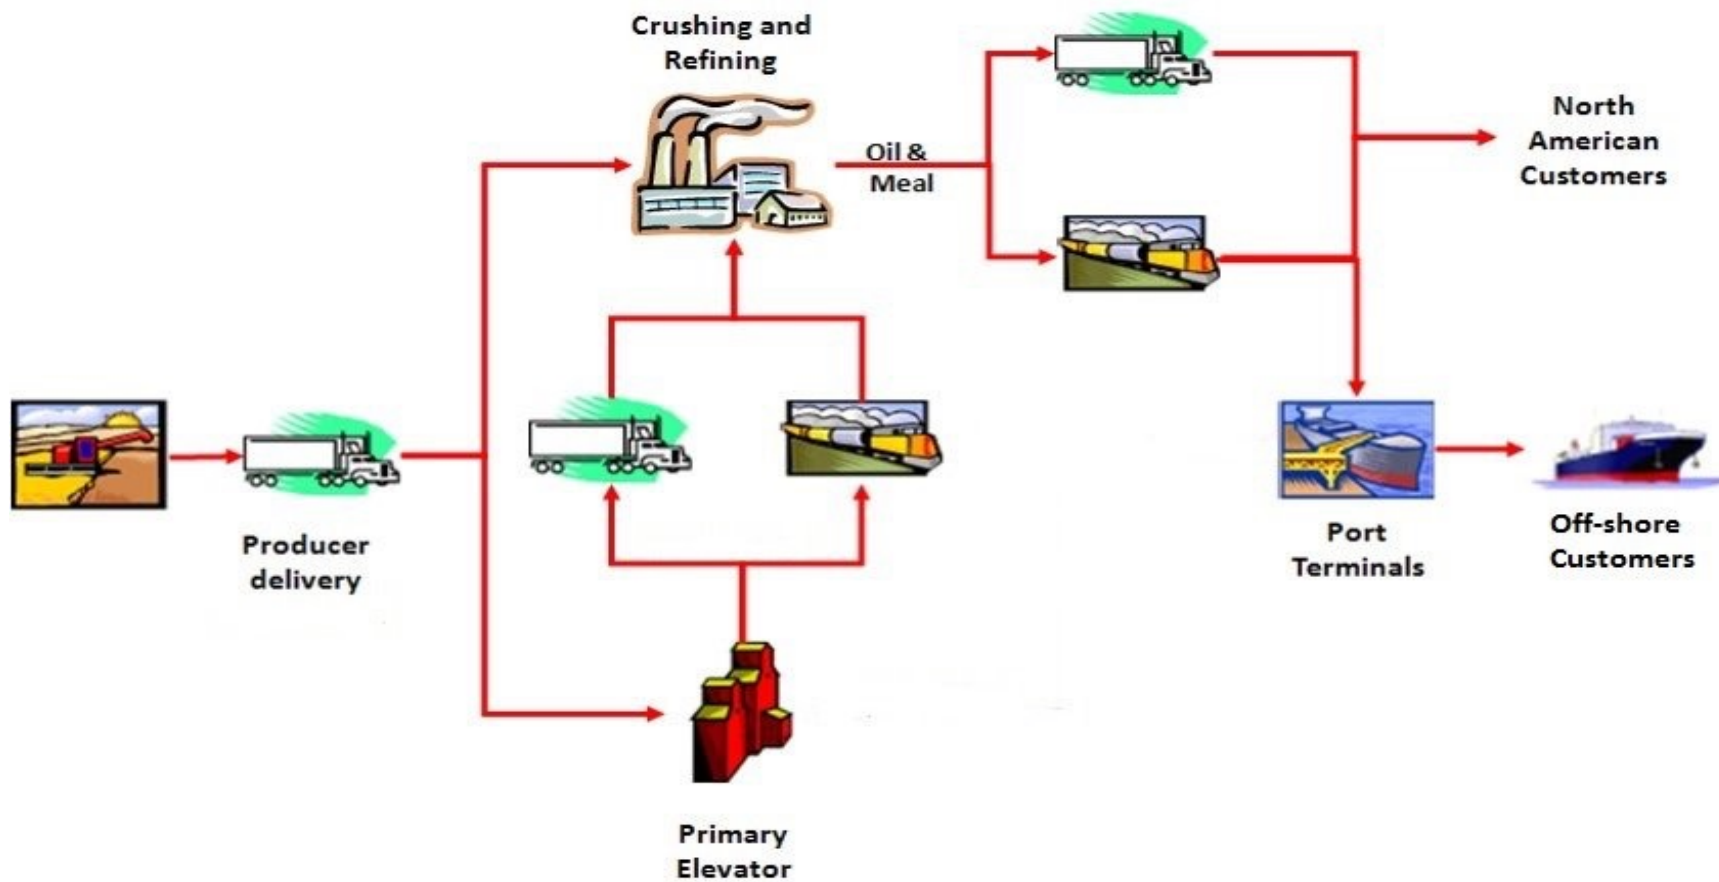 Crushing and
Refining
Oil &
Meal
North
American
Customers
Producer
delivery
Port
Terminals
Off-shore
Customers
Primary
Elevator